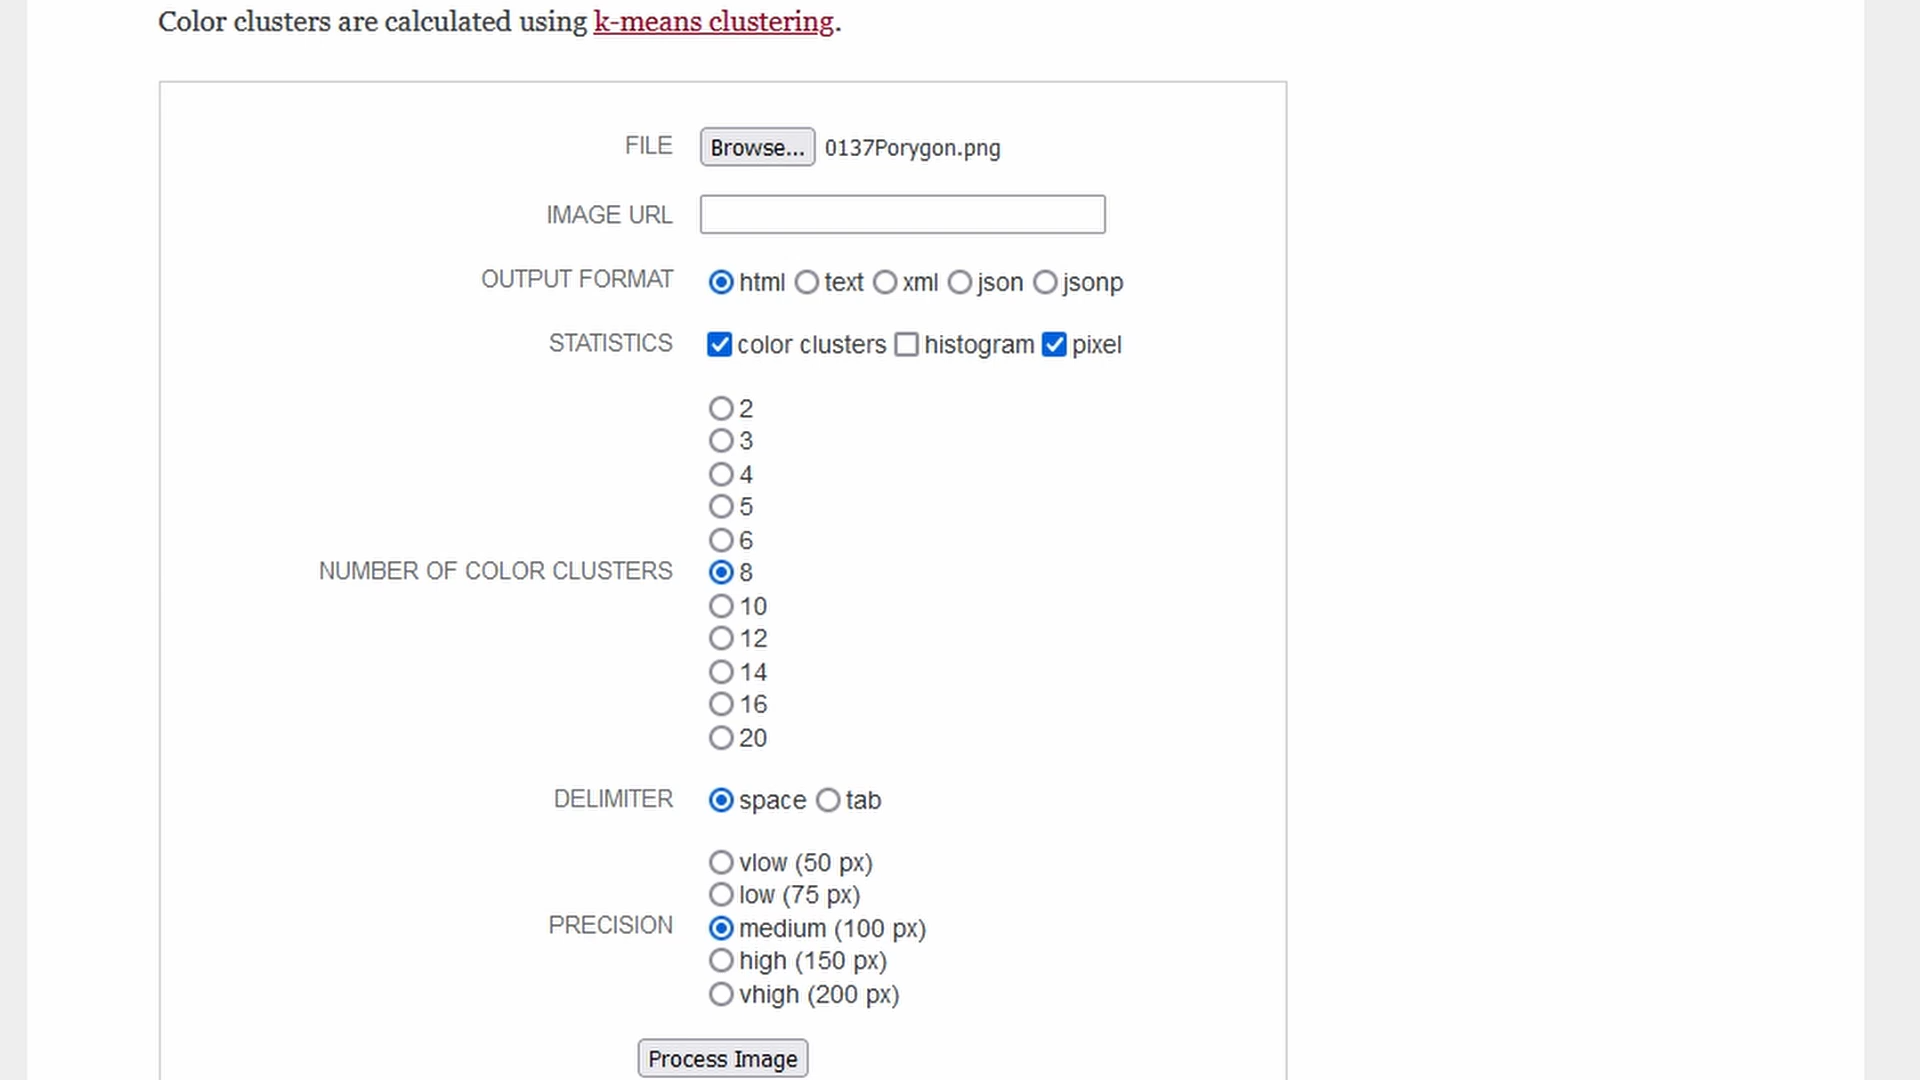 Color clusters are calculated using k-means clustering.
FILE Browse... 0137Porygon.png
IMAGE URL
OUTPUT FORMAT html text xml json jsonp
STATISTICS color clusters histogram pixel
2
3
4
5
6
NUMBER OF COLOR CLUSTERS 8
10
12
14
16
20
DELIMITER space tab
vlow (50 px)
low (75 px)
PRECISION medium (100 px)
high (150 px)
vhigh (200 px)
Process Image